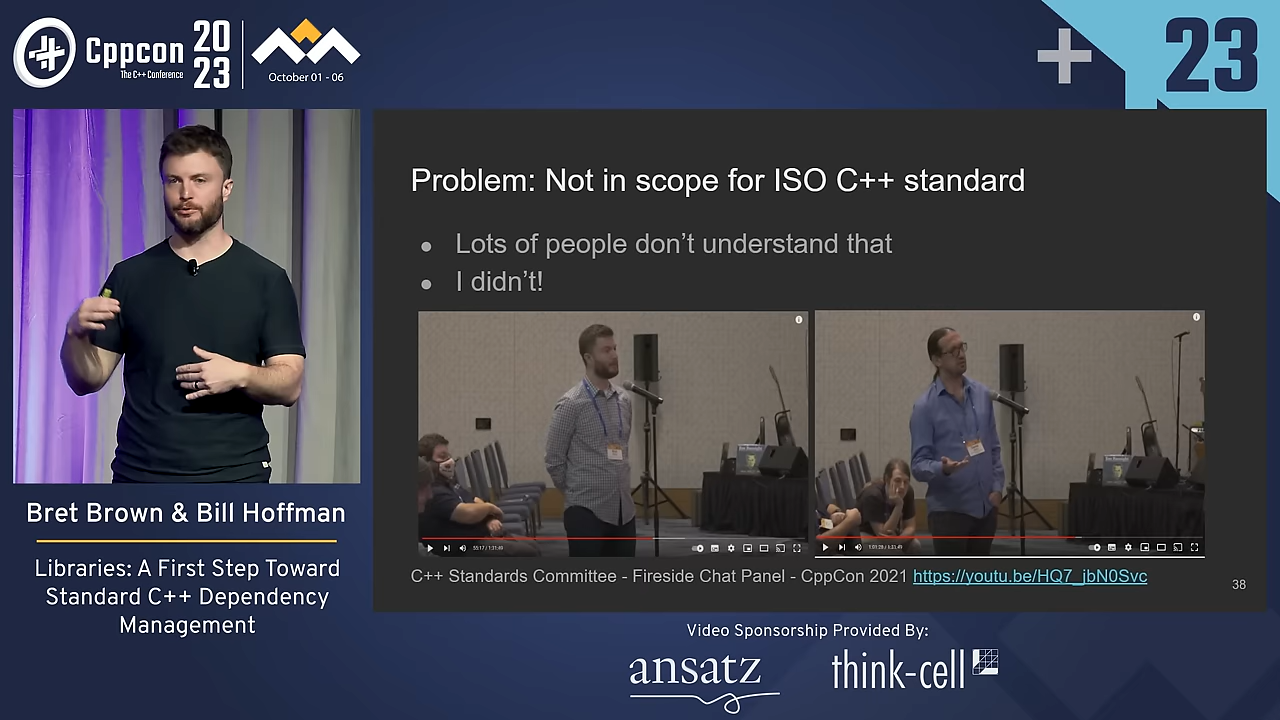 Cppcon
The C++ Conference
20
23
October 01 - 06
23
Problem: Not in scope for ISO C++ standard
● Lots of people don’t understand that
● I didn’t!
C++ Standards Committee - Fireside Chat Panel - CppCon 2021 https://youtu.be/HQ7_jbN0Svc
38
Bret Brown & Bill Hoffman
Libraries: A First Step Toward
Standard C++ Dependency
Management
Video Sponsorship Provided By:
ansatz
think-cell